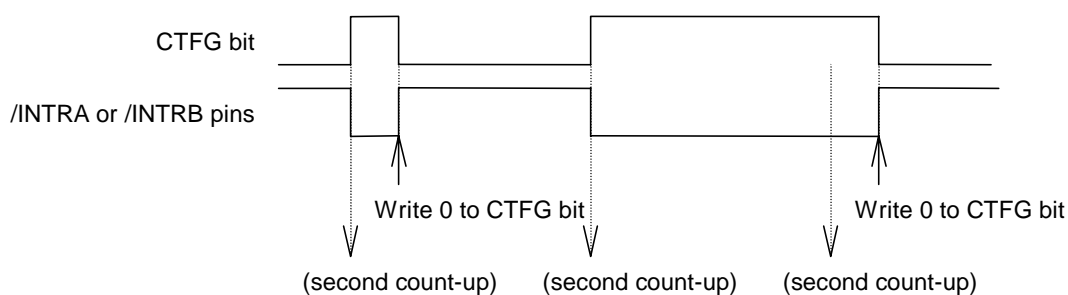 CTFG bit
/INTRA or /INTRB pins
Write 0 to CTFG bit
Write 0 to CTFG bit
(second count-up)
(second count-up)
(second count-up)